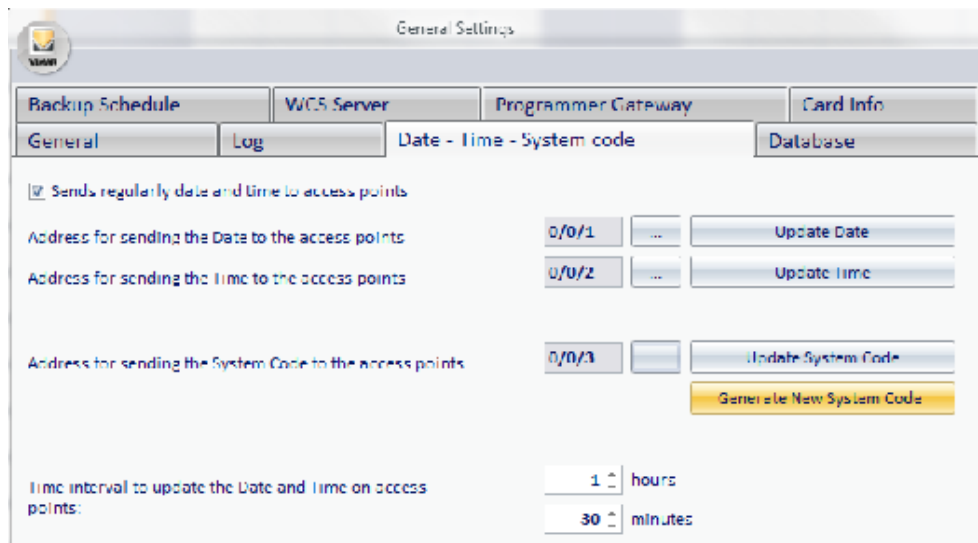 General Settings
VIMAR
Backup Schedule WCS Server Programmer Gateway Card Info
General Log Date - Time - System code Database
Sends regularly date and time to access points
Address for sending the Date to the access points 0/0/1 ... Update Date
Address for sending the Time to the access points 0/0/2 ... Update Time
Address for sending the System Code to the access points 0/0/3 Update System Code
Generate New System Code
Time interval to update the Date and Time on access 1 hours
points:
30 minutes